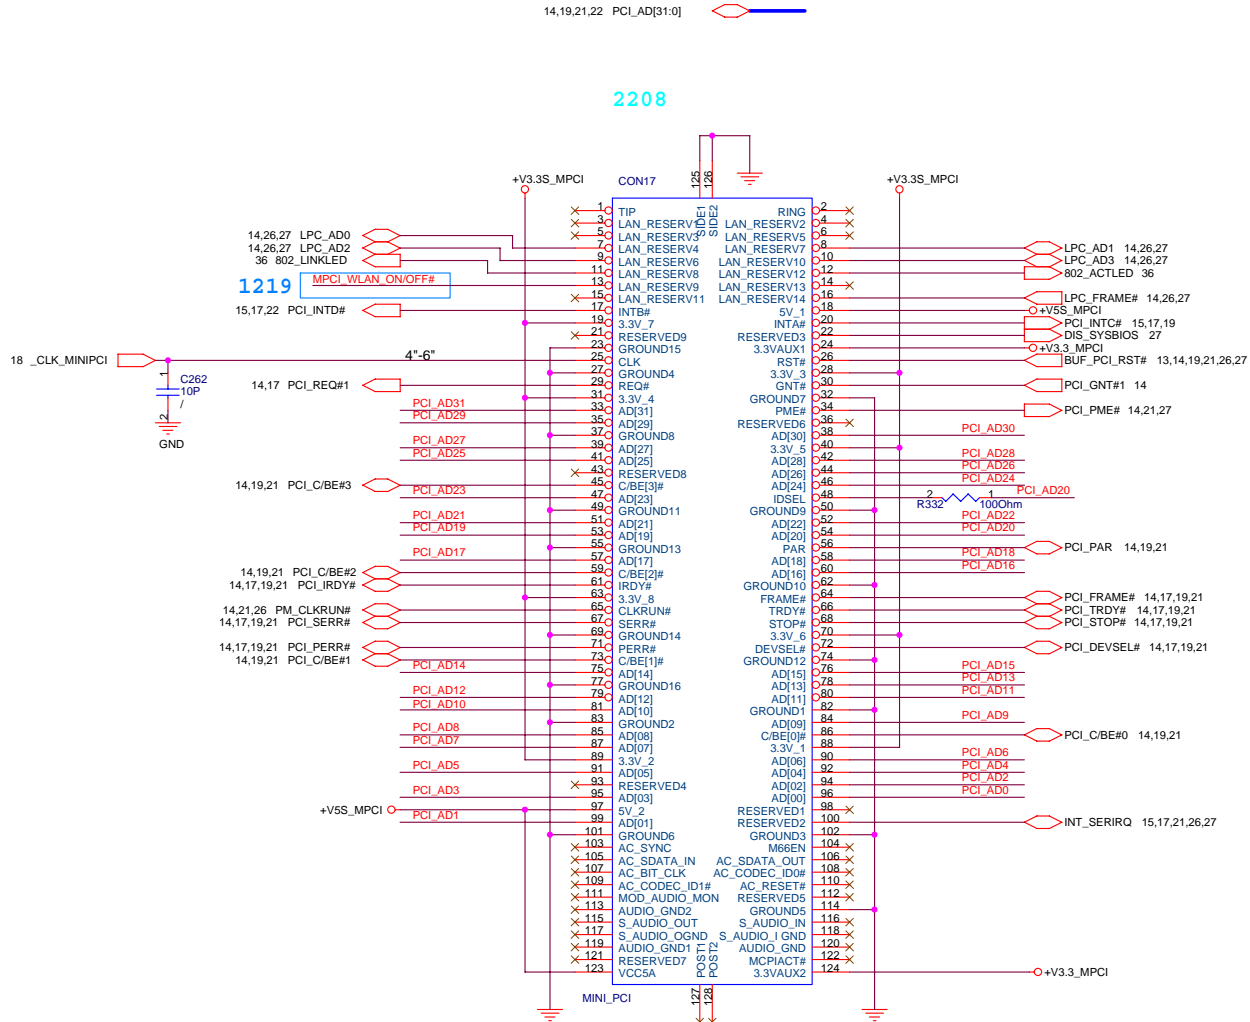 14,19,21,22 PCI_AD[31:0]
2208
125 126
+V3.3S_MPCI CON17 SIDE1 SIDE2 +V3.3S_MPCI
1 TIP RING 2
3 LAN_RESERV1 LAN_RESERV2 4
5 LAN_RESERV3 LAN_RESERV5 6
14,26,27 LPC_AD0 7 LAN_RESERV4 LAN_RESERV7 8 LPC_AD1 14,26,27
14,26,27 LPC_AD2 9 LAN_RESERV6 LAN_RESERV10 10 LPC_AD3 14,26,27
36 802_LINKLED 11 LAN_RESERV8 LAN_RESERV12 12 802_ACTLED 36
1219 MPCI_WLAN_ON/OFF# 13 LAN_RESERV9 LAN_RESERV13 14
15 LAN_RESERV11 LAN_RESERV14 16 LPC_FRAME# 14,26,27
15,17,22 PCI_INTD# 17 INTB# 5V_1 18 +V5S_MPCI
19 3.3V_7 INTA# 20 PCI_INTC# 15,17,19
21 RESERVED9 RESERVED3 22 DIS_SYSBIOS 27
23 GROUND15 3.3VAUX1 24 +V3.3_MPCI
18 _CLK_MINIPCI 4"-6" 25 CLK RST# 26 BUF_PCI_RST# 13,14,19,21,26,27
1 C262 27 GROUND4 3.3V_3 28
10P 14,17 PCI_REQ#1 29 REQ# GNT# 30 PCI_GNT#1 14
/ 31 3.3V_4 GROUND7 32
2 PCI_AD31 33 AD[31] PME# 34 PCI_PME# 14,21,27
PCI_AD29 35 AD[29] RESERVED6 36
GND 37 GROUND8 AD[30] 38 PCI_AD30
PCI_AD27 39 AD[27] 3.3V_5 40
PCI_AD25 41 AD[25] AD[28] 42 PCI_AD28
43 RESERVED8 AD[26] 44 PCI_AD26
14,19,21 PCI_C/BE#3 45 C/BE[3]# AD[24] 46 PCI_AD24
PCI_AD23 47 AD[23] IDSEL 48 R332 2 1 100Ohm PCI_AD20
49 GROUND11 GROUND9 50
PCI_AD21 51 AD[21] AD[22] 52 PCI_AD22
PCI_AD19 53 AD[19] AD[20] 54 PCI_AD20
55 GROUND13 PAR 56 PCI_PAR 14,19,21
PCI_AD17 57 AD[17] AD[18] 58 PCI_AD18
14,19,21 PCI_C/BE#2 59 C/BE[2]# AD[16] 60 PCI_AD16
14,17,19,21 PCI_IRDY# 61 IRDY# GROUND10 62
63 3.3V_8 FRAME# 64 PCI_FRAME# 14,17,19,21
14,21,26 PM_CLKRUN# 65 CLKRUN# TRDY# 66 PCI_TRDY# 14,17,19,21
14,17,19,21 PCI_SERR# 67 SERR# STOP# 68 PCI_STOP# 14,17,19,21
69 GROUND14 3.3V_6 70
14,17,19,21 PCI_PERR# 71 PERR# DEVSEL# 72 PCI_DEVSEL# 14,17,19,21
14,19,21 PCI_C/BE#1 73 C/BE[1]# GROUND12 74
PCI_AD14 75 AD[14] AD[15] 76 PCI_AD15
77 GROUND16 AD[13] 78 PCI_AD13
PCI_AD12 79 AD[12] AD[11] 80 PCI_AD11
PCI_AD10 81 AD[10] GROUND1 82
83 GROUND2 AD[09] 84 PCI_AD9
PCI_AD8 85 AD[08] C/BE[0]# 86 PCI_C/BE#0 14,19,21
PCI_AD7 87 AD[07] 3.3V_1 88
89 3.3V_2 AD[06] 90 PCI_AD6
PCI_AD5 91 AD[05] AD[04] 92 PCI_AD4
93 RESERVED4 AD[02] 94 PCI_AD2
PCI_AD3 95 AD[03] AD[00] 96 PCI_AD0
+V5S_MPCI 97 5V_2 RESERVED1 98
PCI_AD1 99 AD[01] RESERVED2 100 INT_SERIRQ 15,17,21,26,27
101 GROUND6 GROUND3 102
103 AC_SYNC M66EN 104
105 AC_SDATA_IN AC_SDATA_OUT 106
107 AC_BIT_CLK AC_CODEC_ID0# 108
109 AC_CODEC_ID1# AC_RESET# 110
111 MOD_AUDIO_MON RESERVED5 112
113 AUDIO_GND2 GROUND5 114
115 S_AUDIO_OUT S_AUDIO_IN 116
117 S_AUDIO_OGND S_AUDIO_I GND 118
119 AUDIO_GND1 AUDIO_GND 120
121 RESERVED7 MCPIACT# 122
123 VCC5A POST1 POST2 3.3VAUX2 124 +V3.3_MPCI
MINI_PCI 127 128